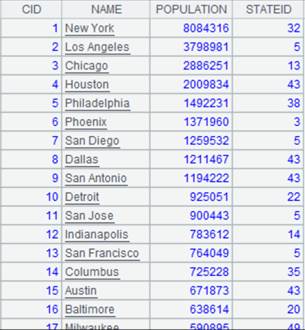 CID NAME POPULATION STATEID
1 New York 8084316 32
2 Los Angeles 3798981 5
3 Chicago 2886251 13
4 Houston 2009834 43
5 Philadelphia 1492231 38
6 Phoenix 1371960 3
7 San Diego 1259532 5
8 Dallas 1211467 43
9 San Antonio 1194222 43
10 Detroit 925051 22
11 San Jose 900443 5
12 Indianapolis 783612 14
13 San Francisco 764049 5
14 Columbus 725228 35
15 Austin 671873 43
16 Baltimore 638614 20
17 Milwaukee 590895 49